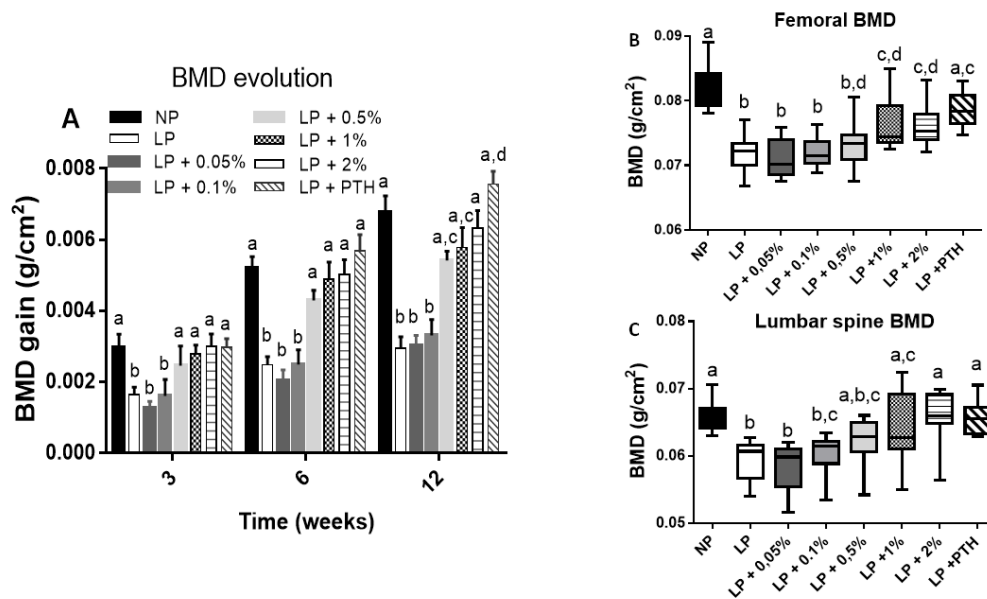 BMD evolution
A
NP
LP
LP + 0.05%
LP + 0.1%
LP + 0.5%
LP + 1%
LP + 2%
LP + PTH
BMD gain (g/cm²)
0.008
0.006
0.004
0.002
0.000
a b b b a a a a
a b b b a a a a
b b b a,c a,c a a,d
3 6 12
Time (weeks)
B
Femoral BMD
BMD (g/cm²)
0.09
0.08
0.07
0.06
a b b b b,d c,d c,d a,c
NP
LP
LP + 0,05%
LP + 0.1%
LP + 0,5%
LP +1%
LP + 2%
LP +PTH
C
Lumbar spine BMD
BMD (g/cm²)
0.08
0.07
0.06
0.05
a b b b,c a,b,c a,c a a
NP
LP
LP + 0,05%
LP + 0.1%
LP + 0,5%
LP +1%
LP + 2%
LP +PTH